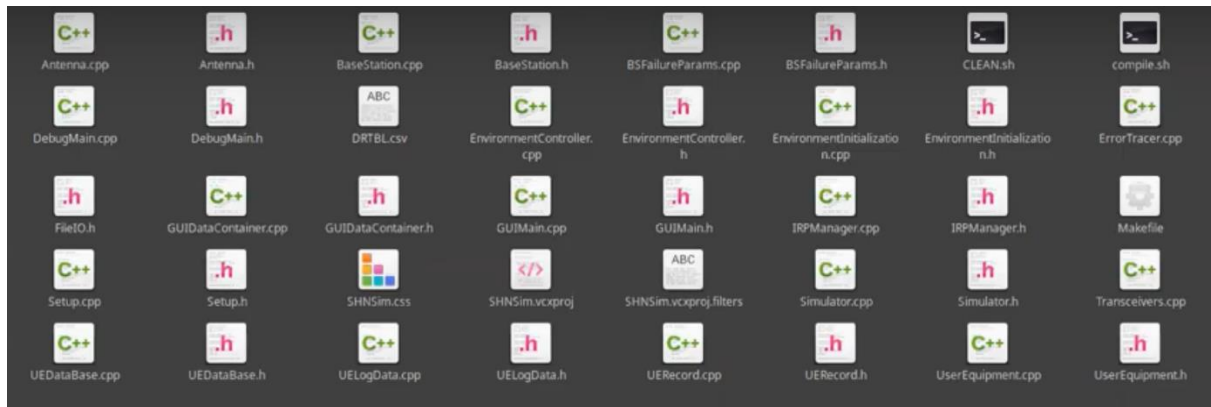 C++ .h C++ .h C++ .h >_ >_
Antenna.cpp Antenna.h BaseStation.cpp BaseStation.h BSFailureParams.cpp BSFailureParams.h CLEAN.sh compile.sh
C++ .h ABC C++ .h C++ .h C++
DebugMain.cpp DebugMain.h DRTBL.csv EnvironmentController. EnvironmentController. EnvironmentInitializatio EnvironmentInitializatio ErrorTracer.cpp
cpp h n.cpp n.h
.h C++ .h C++ .h C++ .h
FileIO.h GUIDataContainer.cpp GUIDataContainer.h GUIMain.cpp GUIMain.h IRPManager.cpp IRPManager.h Makefile
C++ .h </> ABC C++ .h C++
Setup.cpp Setup.h SHNSim.css SHNSim.vcxproj SHNSim.vcxproj.filters Simulator.cpp Simulator.h Transceivers.cpp
C++ .h C++ .h C++ .h C++ .h
UEDataBase.cpp UEDataBase.h UELogData.cpp UELogData.h UERecord.cpp UERecord.h UserEquipment.cpp UserEquipment.h